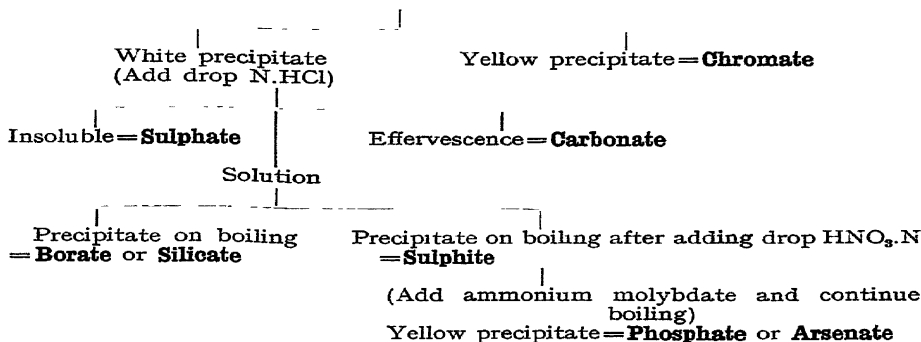 White precipitate
(Add drop N.HCl)
Yellow precipitate=Chromate
Insoluble=Sulphate
Effervescence=Carbonate
Solution
Precipitate on boiling
=Borate or Silicate
Precipitate on boiling after adding drop HNO₃.N
=Sulphite
(Add ammonium molybdate and continue
boiling)
Yellow precipitate=Phosphate or Arsenate